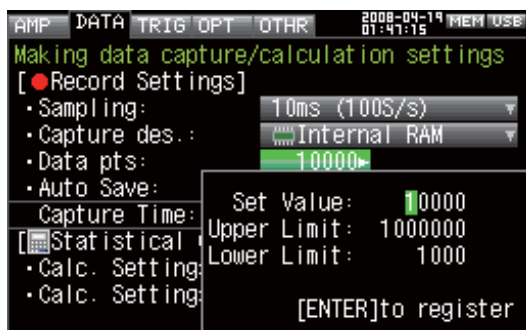 AMP DATA TRIG OPT OTHR 2008-04-19 01:47:15 MEM USB
Making data capture/calculation settings
[Record Settings]
・Sampling: 10ms (100S/s)
・Capture des.: Internal RAM
・Data pts: 10000
・Auto Save:
Capture Time:
[Statistical
・Calc. Setting
・Calc. Setting
Set Value: 10000
Upper Limit: 1000000
Lower Limit: 1000
[ENTER]to register